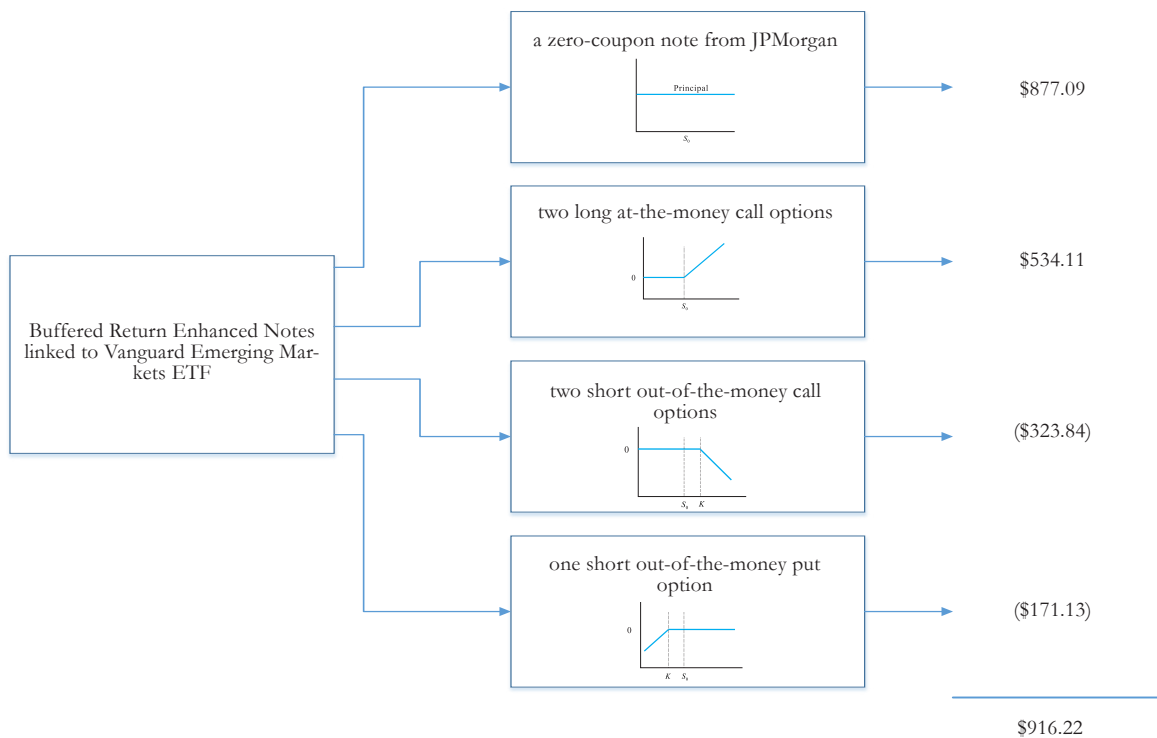 a zero-coupon note from JPMorgan
Principal
S₀
$877.09
two long at-the-money call options
0
S₀
$534.11
Buffered Return Enhanced Notes
linked to Vanguard Emerging Mar-
kets ETF
two short out-of-the-money call
options
0
S₀ K
($323.84)
one short out-of-the-money put
option
0
K S₀
($171.13)
$916.22